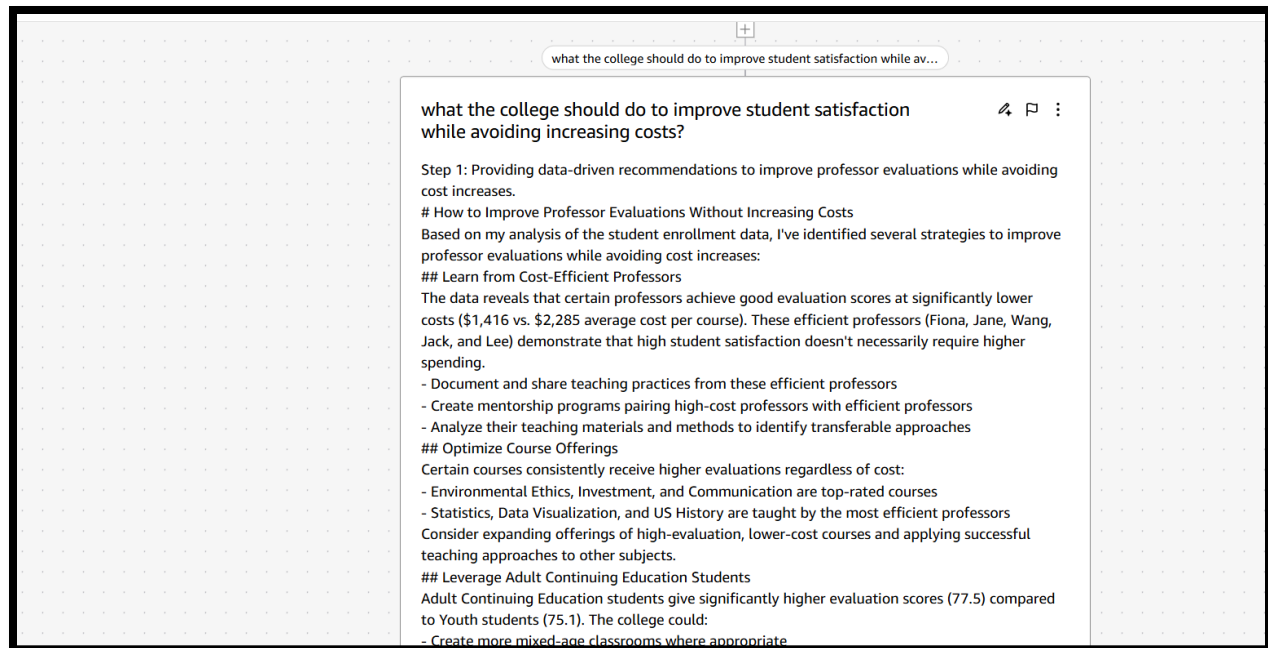 what the college should do to improve student satisfaction while av...
what the college should do to improve student satisfaction
while avoiding increasing costs?
Step 1: Providing data-driven recommendations to improve professor evaluations while avoiding
cost increases.
# How to Improve Professor Evaluations Without Increasing Costs
Based on my analysis of the student enrollment data, I've identified several strategies to improve
professor evaluations while avoiding cost increases:
## Learn from Cost-Efficient Professors
The data reveals that certain professors achieve good evaluation scores at significantly lower
costs ($1,416 vs. $2,285 average cost per course). These efficient professors (Fiona, Jane, Wang,
Jack, and Lee) demonstrate that high student satisfaction doesn't necessarily require higher
spending.
- Document and share teaching practices from these efficient professors
- Create mentorship programs pairing high-cost professors with efficient professors
- Analyze their teaching materials and methods to identify transferable approaches
## Optimize Course Offerings
Certain courses consistently receive higher evaluations regardless of cost:
- Environmental Ethics, Investment, and Communication are top-rated courses
- Statistics, Data Visualization, and US History are taught by the most efficient professors
Consider expanding offerings of high-evaluation, lower-cost courses and applying successful
teaching approaches to other subjects.
## Leverage Adult Continuing Education Students
Adult Continuing Education students give significantly higher evaluation scores (77.5) compared
to Youth students (75.1). The college could:
- Create more mixed-age classrooms where appropriate